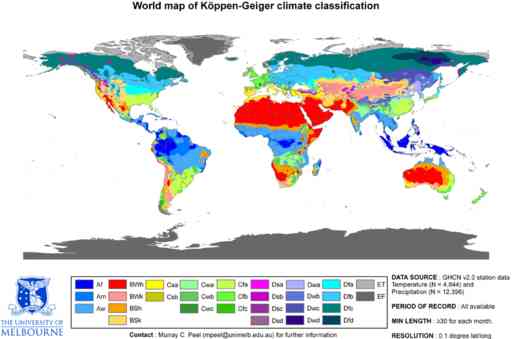 World map of Köppen-Geiger climate classification
Af BWh Csa Cwa Cfa Dsa Dwa Dfa ET
Am BWk Csb Cwb Cfb Dsb Dwb Dfb EF
Aw BSh Cwc Cfc Dsc Dwc Dfc
BSk Dsd Dwd Dfd
DATA SOURCE : GHCN v2.0 station data
Temperature (N = 4,844) and
Precipitation (N = 12,396)
PERIOD OF RECORD : All available
MIN LENGTH : ≥30 for each month.
RESOLUTION : 0.1 degree lat/long
Contact : Murray C. Peel (mpeel@unimelb.edu.au) for further information
THE UNIVERSITY OF
MELBOURNE